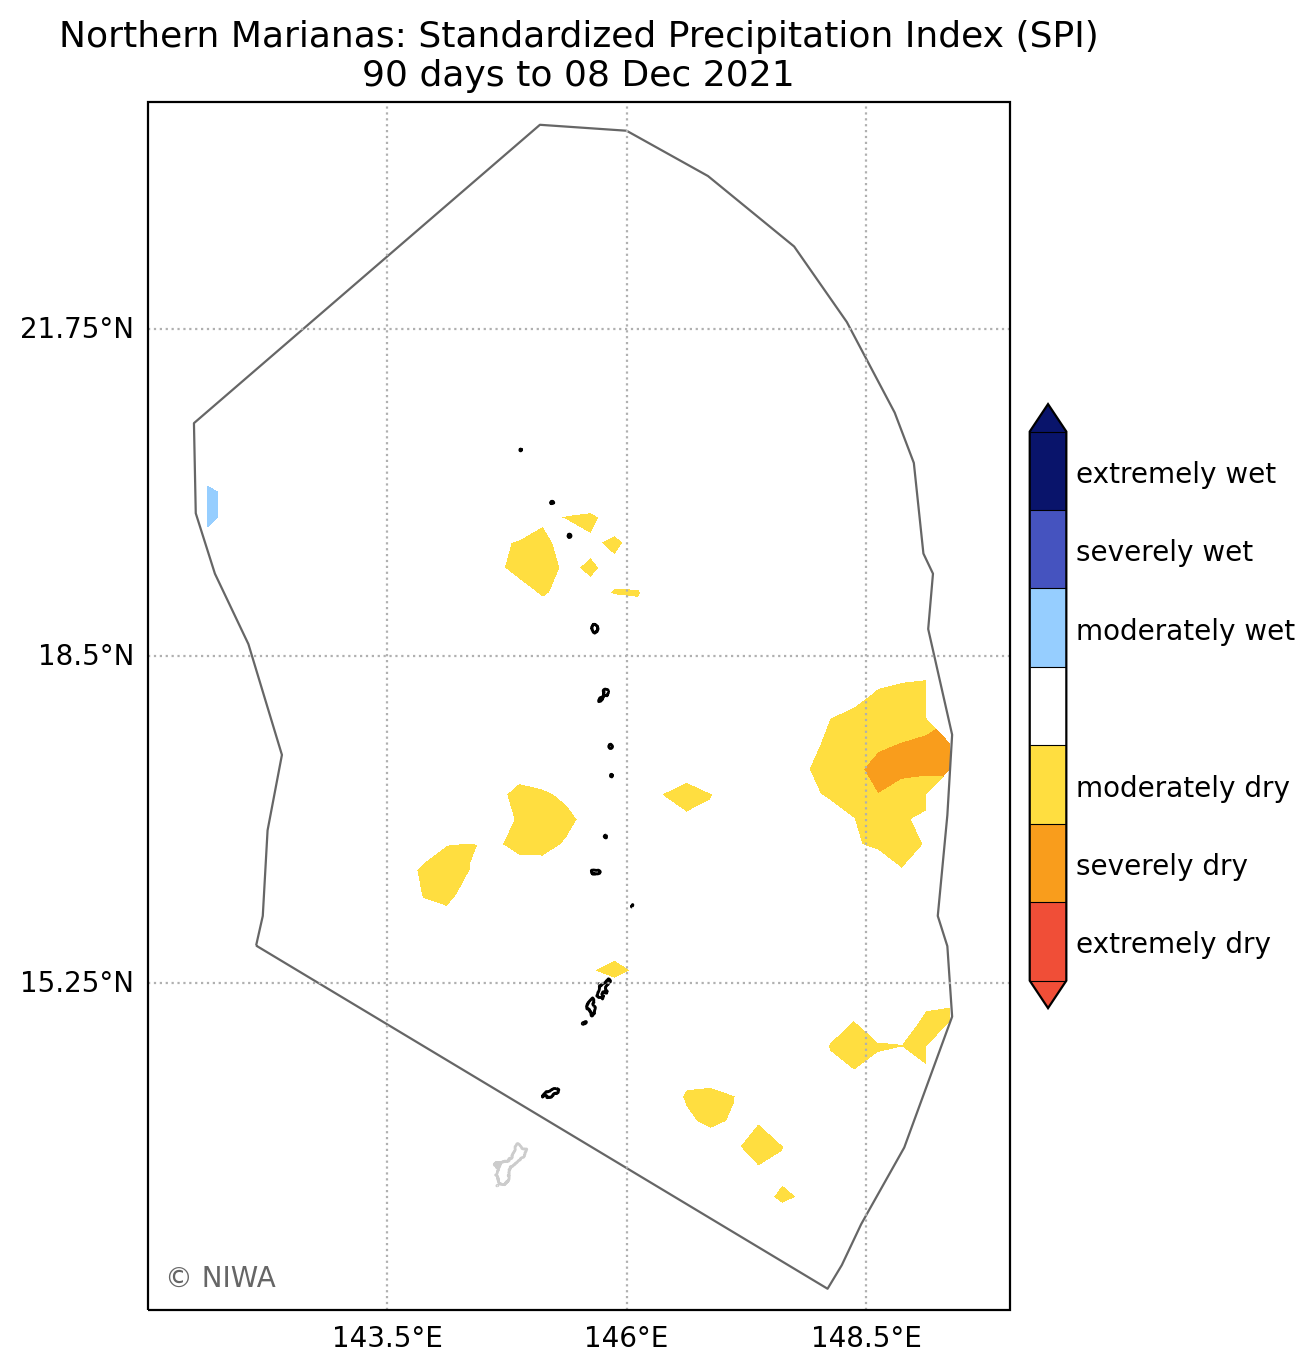 Northern Marianas: Standardized Precipitation Index (SPI)
90 days to 08 Dec 2021
21.75°N
18.5°N
15.25°N
143.5°E
146°E
148.5°E
extremely wet
severely wet
moderately wet
moderately dry
severely dry
extremely dry
© NIWA